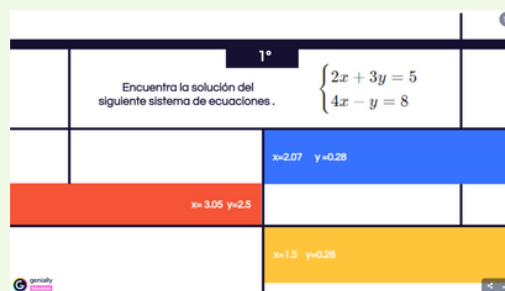 1°
Encuentra la solución del
siguiente sistema de ecuaciones .
2x + 3y = 5
4x − y = 8
x=2.07 y =0.28
x= 3.05 y=2.5
x=1.5 y=0.28
genially